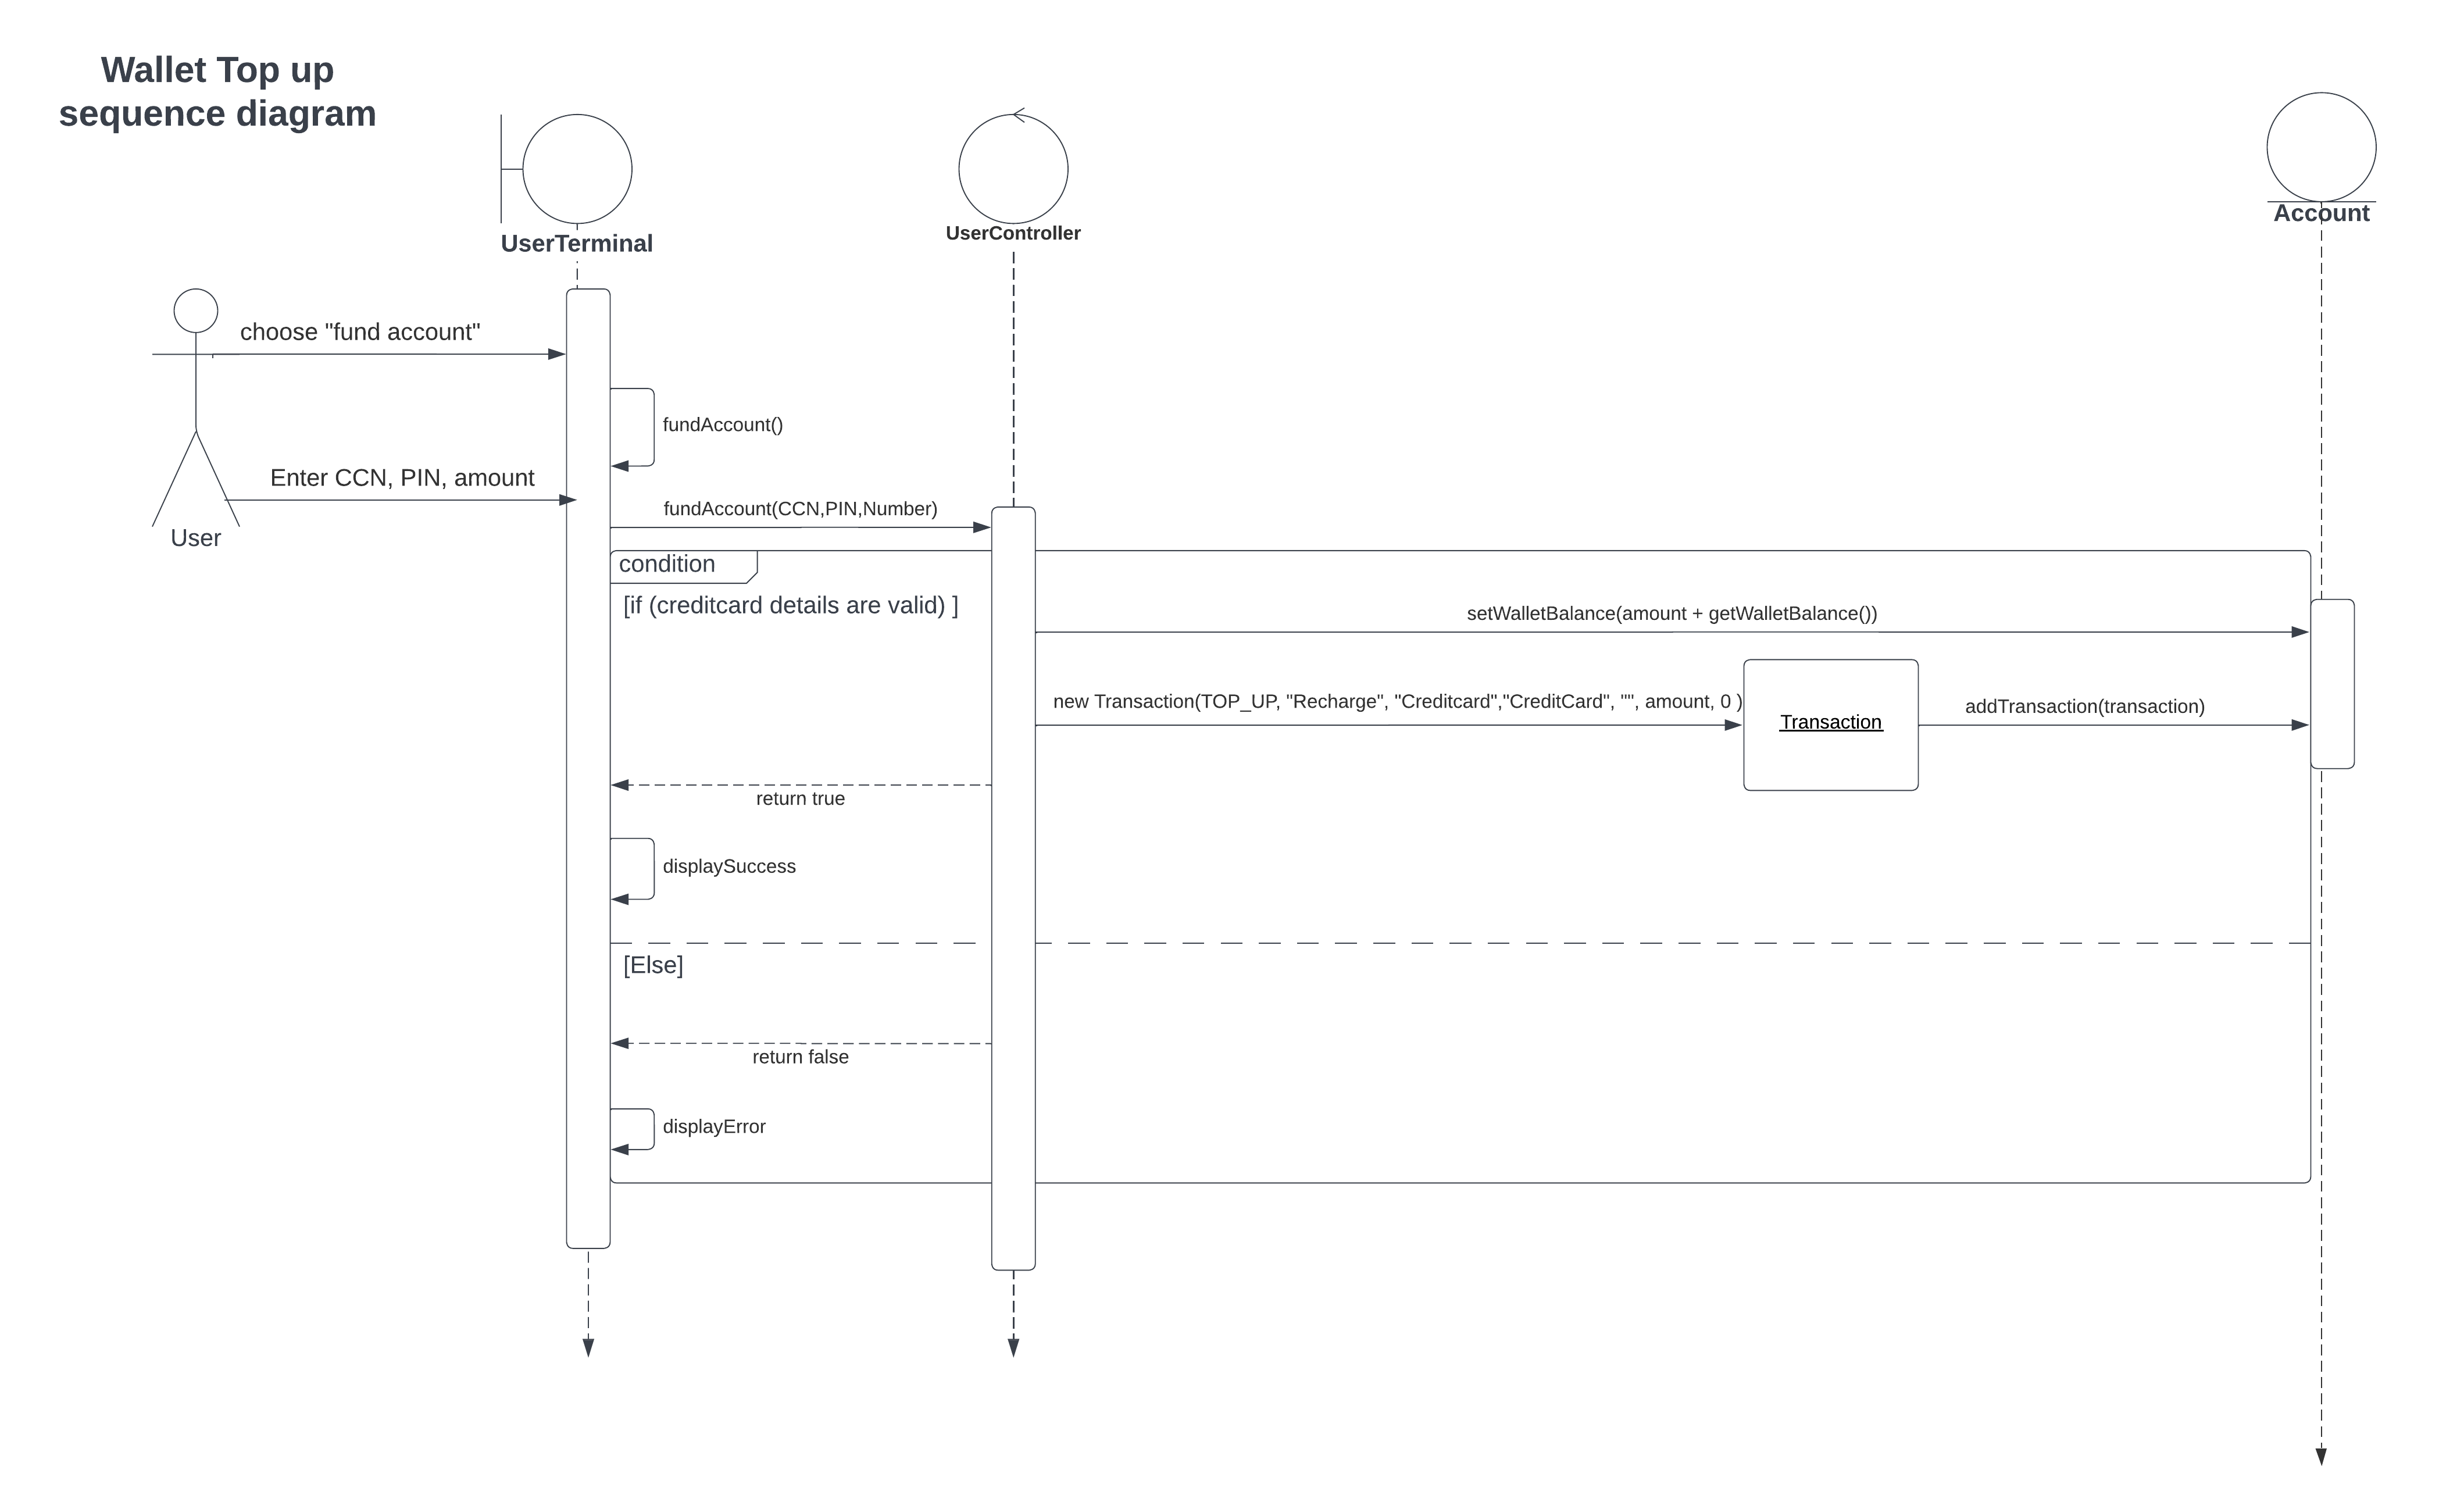 Wallet Top up
sequence diagram
UserTerminal
UserController
Account
choose "fund account"
fundAccount()
Enter CCN, PIN, amount
User
fundAccount(CCN,PIN,Number)
condition
[if (creditcard details are valid) ]
setWalletBalance(amount + getWalletBalance())
new Transaction(TOP_UP, "Recharge", "Creditcard","CreditCard", "", amount, 0 )
Transaction
addTransaction(transaction)
return true
displaySuccess
[Else]
return false
displayError